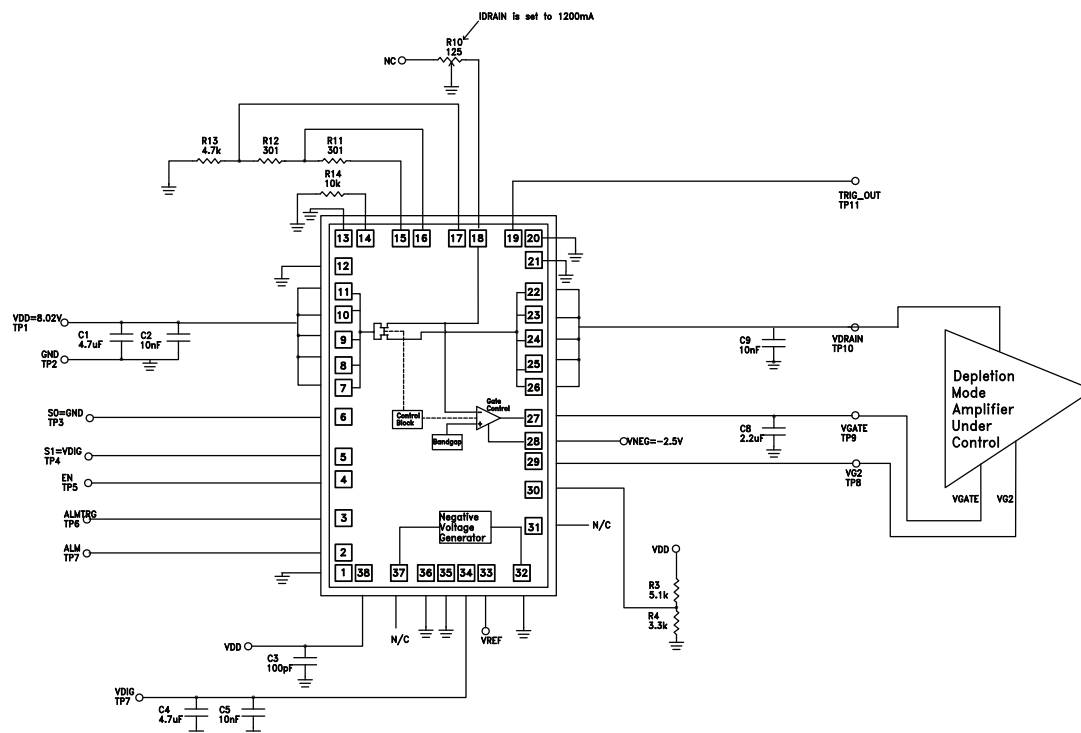 IDRAIN is set to 1200mA
R10
125
NC
R13
4.7k
R12
301
R11
301
R14
10k
TRIG_OUT
TP11
13
14
15
16
17
18
19
20
21
12
11
10
9
8
7
6
5
4
3
2
1
38
37
36
35
34
33
32
22
23
24
25
26
27
28
29
30
31
VDD=8.02V
TP1
C1
4.7uF
C2
10nF
GND
TP2
S0=GND
TP3
S1=VDIG
TP4
EN
TP5
ALMTRG
TP6
ALM
TP7
Control
Block
Gate
Control
−
+
Bandgap
Negative
Voltage
Generator
C9
10nF
VDRAIN
TP10
C8
2.2uF
VGATE
TP9
VNEG=−2.5V
VG2
TP8
Depletion
Mode
Amplifier
Under
Control
VGATE
VG2
N/C
VDD
R3
5.1k
R4
3.3k
VDD
C3
100pF
N/C
VREF
VDIG
TP7
C4
4.7uF
C5
10nF